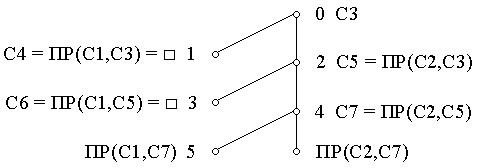 0 С3
С4 = ПР(С1,С3) = □ 1
2 С5 = ПР(С2,С3)
С6 = ПР(С1,С5) = □ 3
4 С7 = ПР(С2,С5)
ПР(С1,С7) 5
ПР(С2,С7)